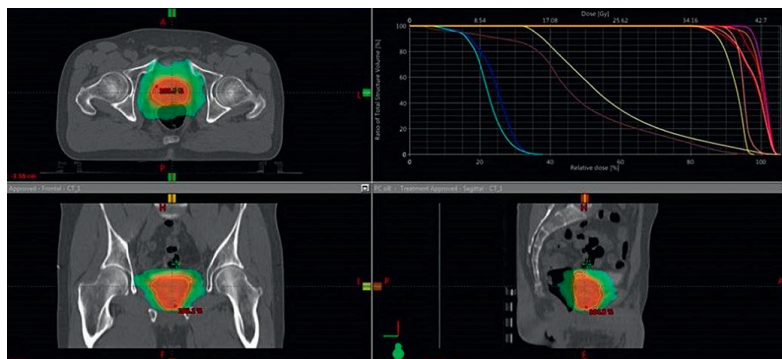 A
Dose [Gy]
0 8.54 17.08 25.62 34.16 42.7
Ratio of Total Structure Volume [%]
100
80
60
40
20
0
0 20 40 60 80 100
Relative dose [%]
P
Approved - Frontal - CT_1
Treatment Approved - Sagittal - CT_1
H
H
P
F